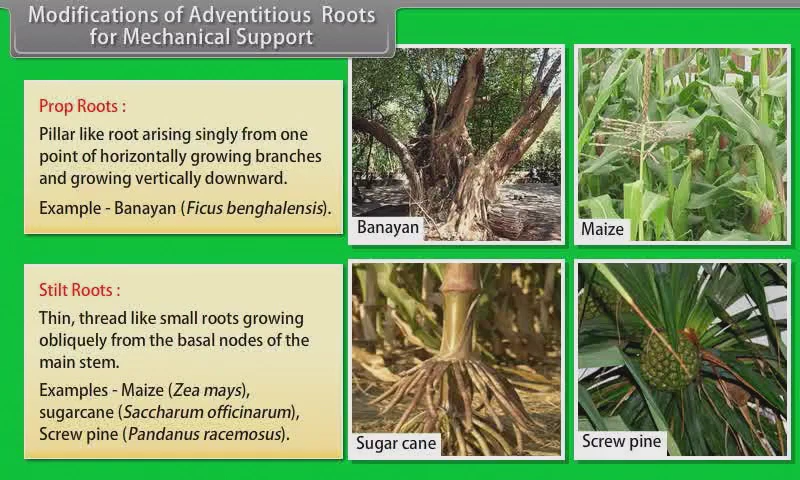 Modifications of Adventitious Roots
for Mechanical Support
Prop Roots :
Pillar like root arising singly from one
point of horizontally growing branches
and growing vertically downward.
Example - Banayan (Ficus benghalensis).
Banayan
Maize
Stilt Roots :
Thin, thread like small roots growing
obliquely from the basal nodes of the
main stem.
Examples - Maize (Zea mays),
sugarcane (Saccharum officinarum),
Screw pine (Pandanus racemosus).
Sugar cane
Screw pine